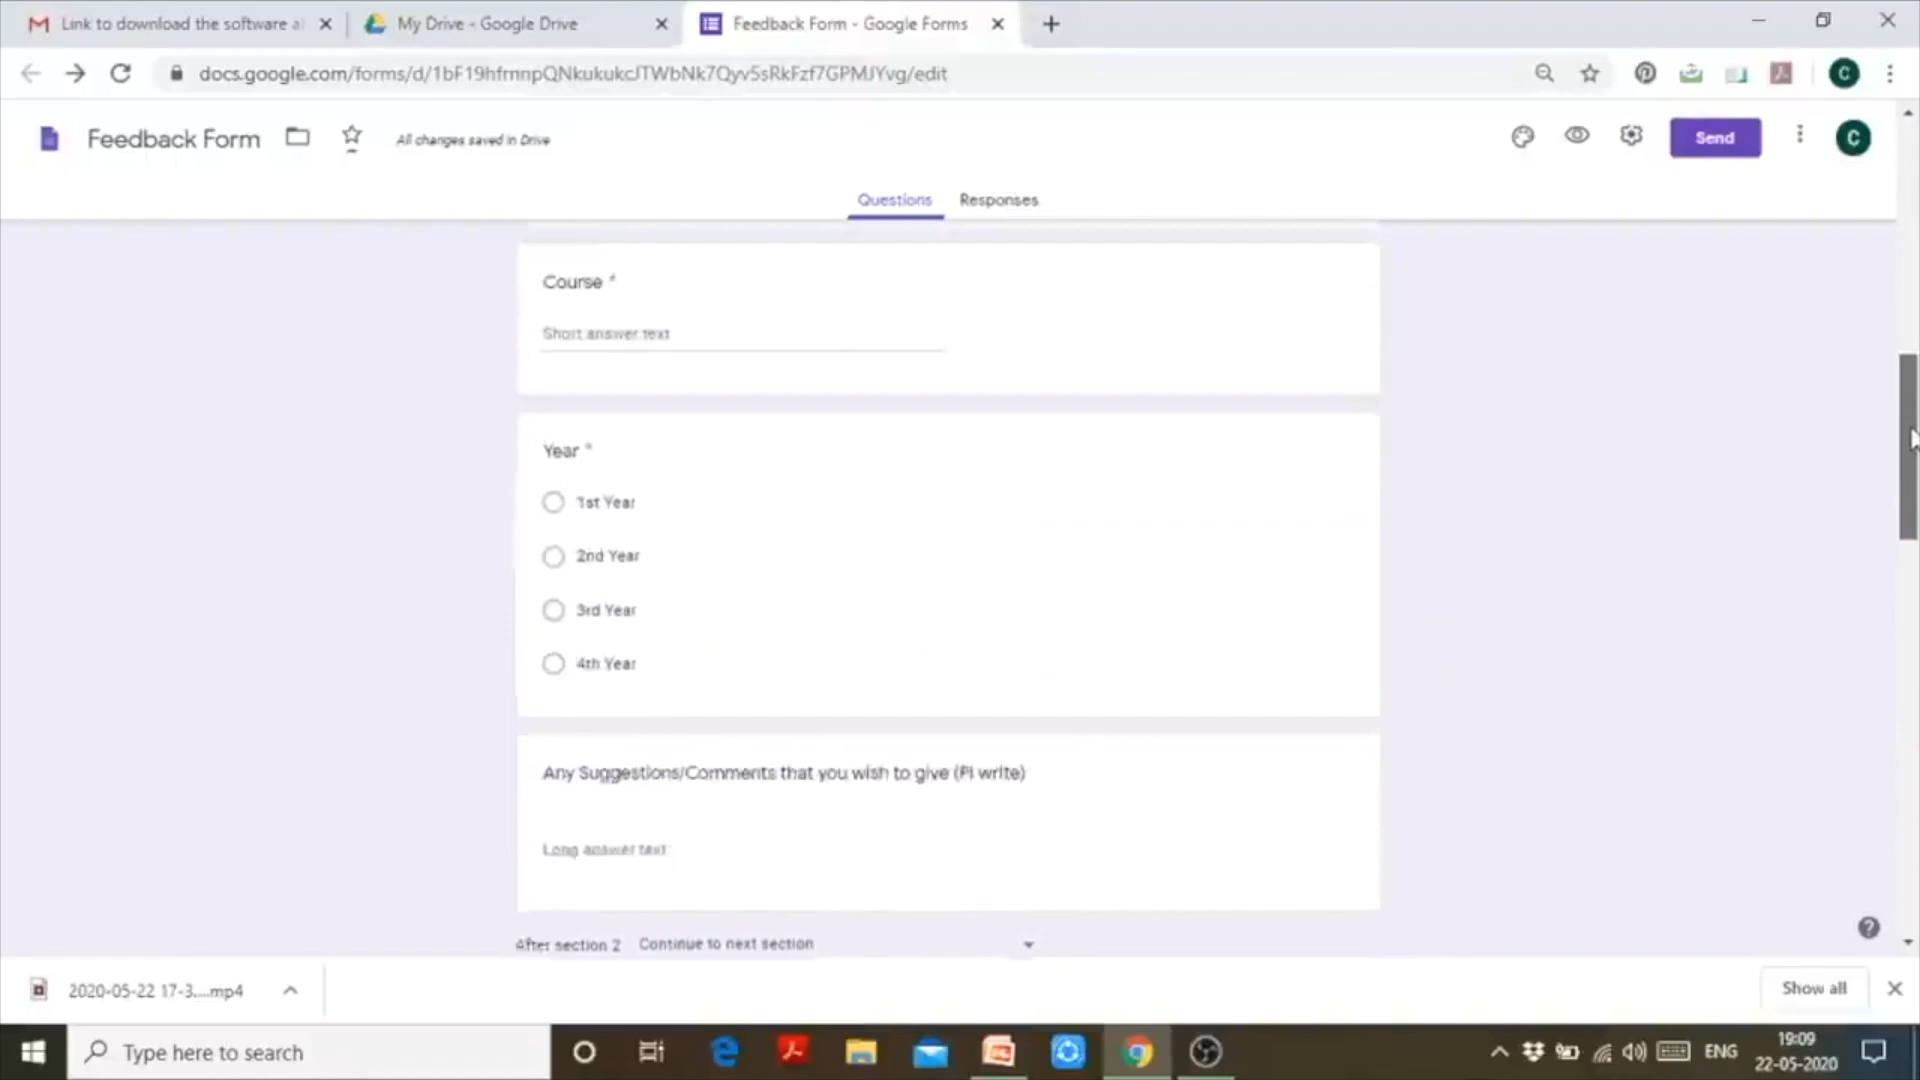 Link to download the software a
My Drive - Google Drive
Feedback Form - Google Forms
docs.google.com/forms/d/1bF19hfmnpQNkukukcJTWbNk7Qyv5sRkFzf7GPMJYvg/edit
C
Feedback Form
All changes saved in Drive
Send
C
Questions
Responses
Course *
Short answer text
Year *
1st Year
2nd Year
3rd Year
4th Year
Any Suggestions/Comments that you wish to give (Pl write)
Long answer text
After section 2 Continue to next section
2020-05-22 17-3....mp4
Show all
Type here to search
ENG
19:09
22-05-2020